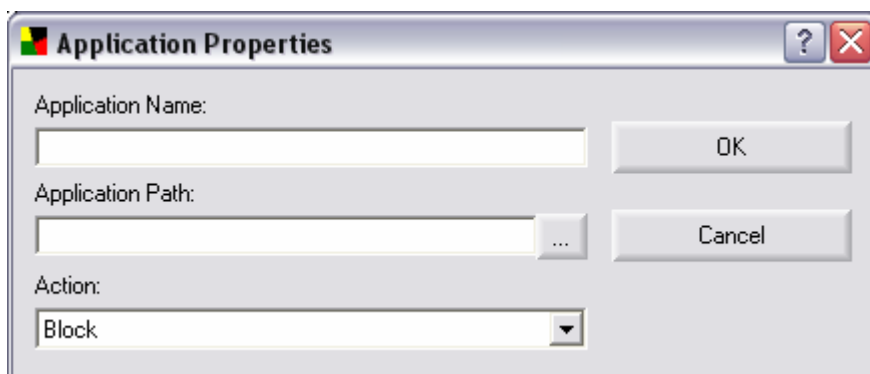 Application Properties
?
Application Name:
OK
Application Path:
...
Cancel
Action:
Block